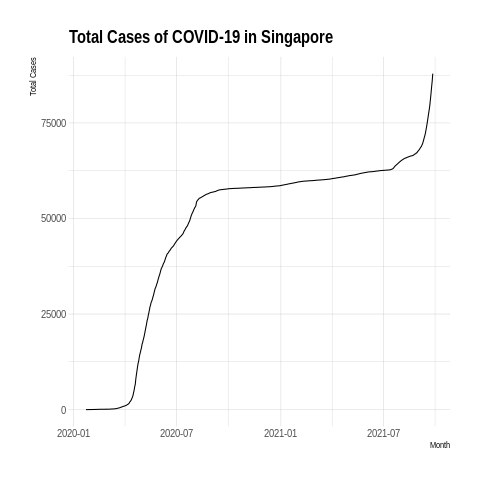 Total Cases of COVID-19 in Singapore
Total Cases
75000
50000
25000
0
2020-01 2020-07 2021-01 2021-07
Month